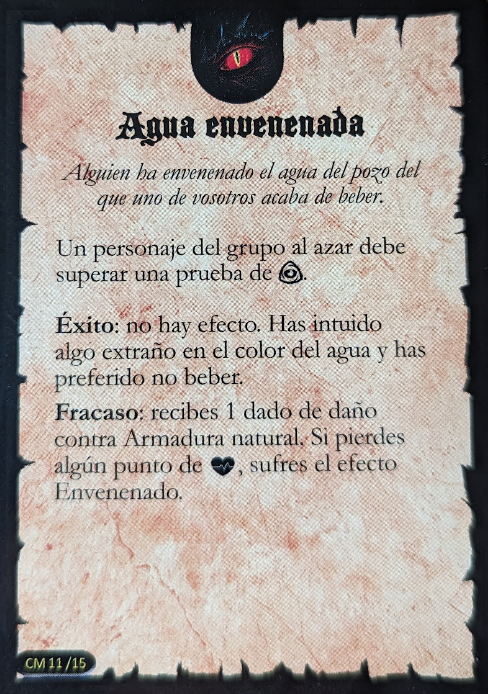 Agua envenenada
Alguien ha envenenado el agua del pozo del
que uno de vosotros acaba de beber.
Un personaje del grupo al azar debe
superar una prueba de .
Éxito: no hay efecto. Has intuido
algo extraño en el color del agua y has
preferido no beber.
Fracaso: recibes 1 dado de daño
contra Armadura natural. Si pierdes
algún punto de , sufres el efecto
Envenenado.
CM 11 /15